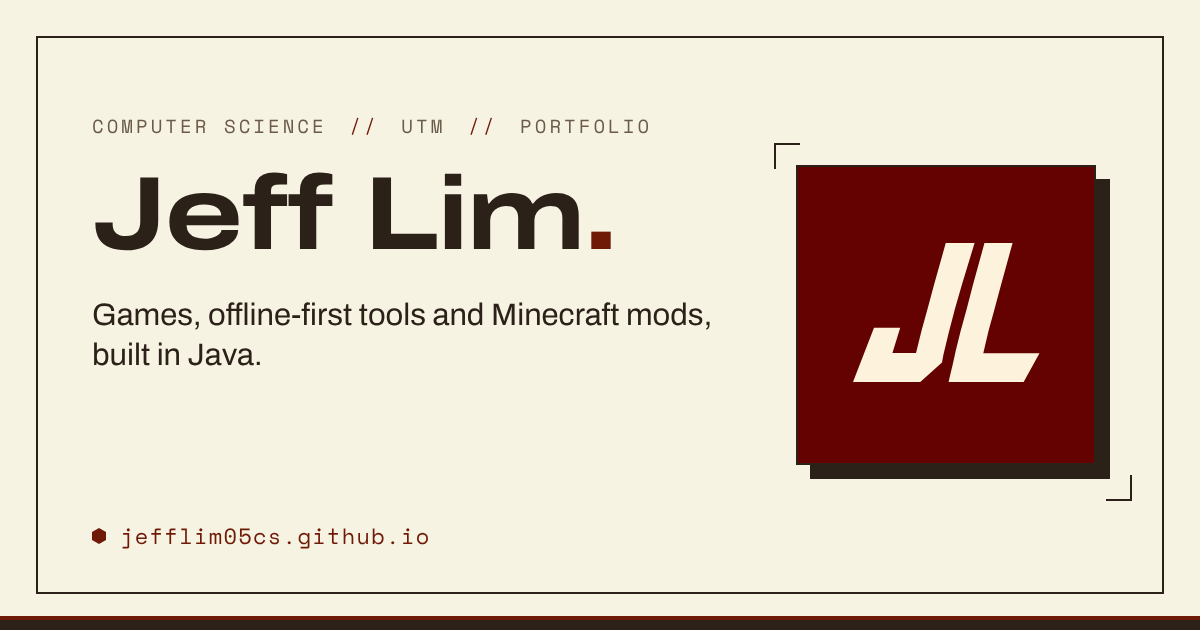 COMPUTER SCIENCE // UTM // PORTFOLIO
Jeff Lim.
Games, offline-first tools and Minecraft mods,
built in Java.
JL
jefflim05cs.github.io